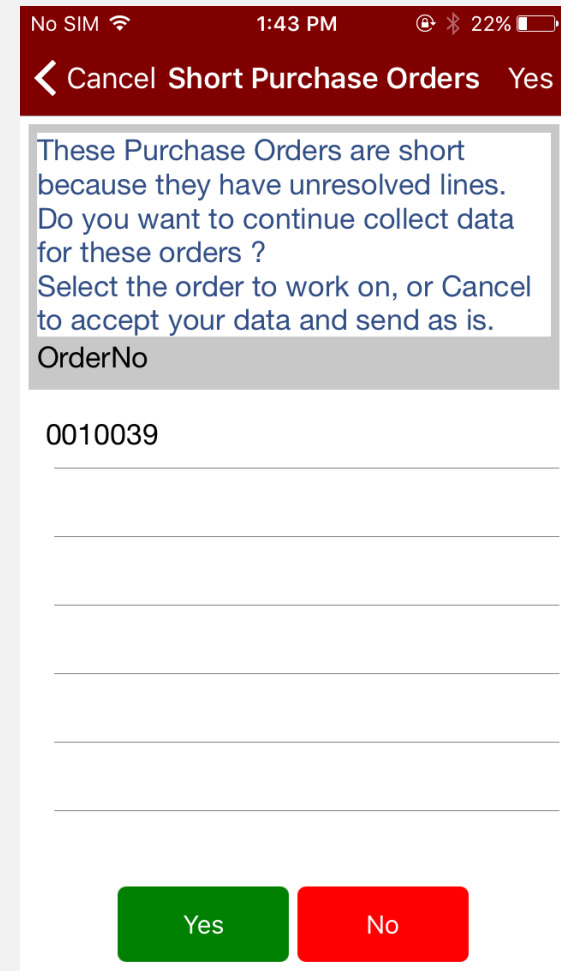 No SIM 1:43 PM 22%
Cancel Short Purchase Orders Yes
These Purchase Orders are short
because they have unresolved lines.
Do you want to continue collect data
for these orders ?
Select the order to work on, or Cancel
to accept your data and send as is.
OrderNo
0010039
Yes No